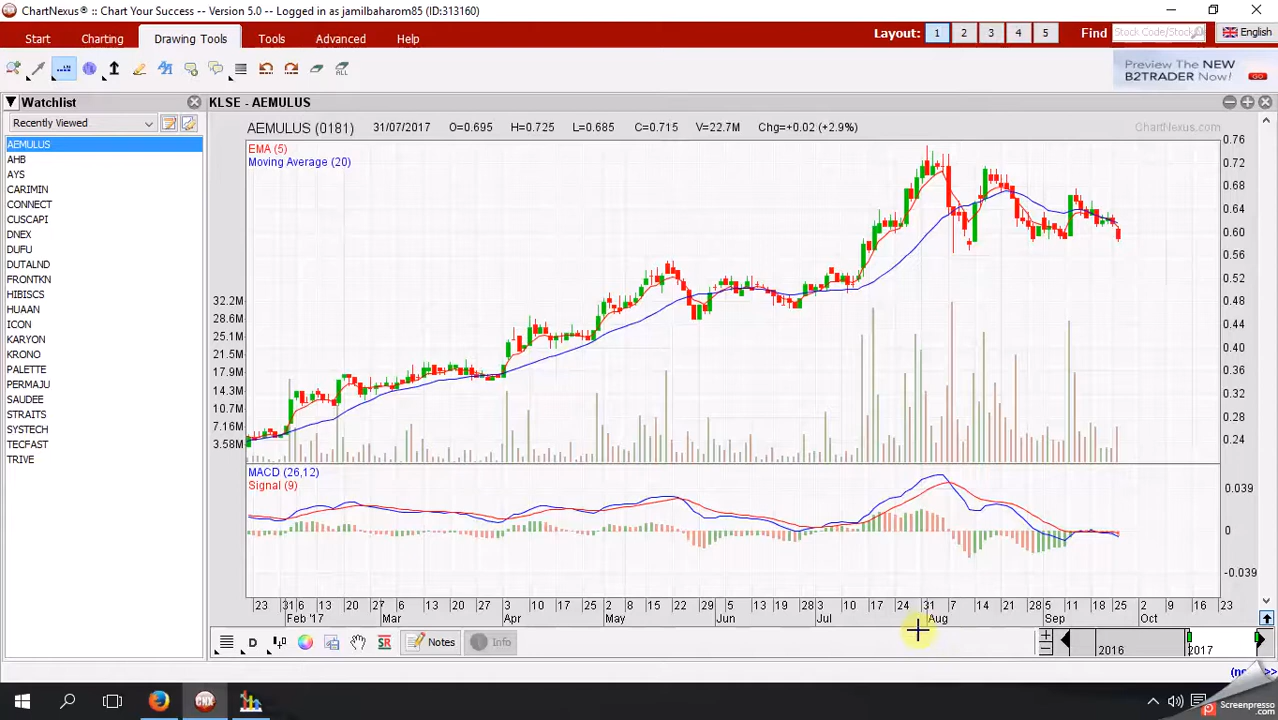 ChartNexus® :: Chart Your Success - Version 5.0 -- Logged in as jamilbaharom85 (ID:313160)
Start Charting Drawing Tools Tools Advanced Help Layout: 1 2 3 4 5 Find Stock Code/Stock English
Preview The NEW
B2TRADER Now! GO
Watchlist
Recently Viewed
AEMULUS
AHB
AYS
CARIMIN
CONNECT
CUSCAPI
DNEX
DUFU
DUTALND
FRONTKN
HIBISCS
HUAAN
ICON
KARYON
KRONO
PALETTE
PERMAJU
SAUDEE
STRAITS
SYSTECH
TECFAST
TRIVE
KLSE - AEMULUS
AEMULUS (0181) 31/07/2017 O=0.695 H=0.725 L=0.685 C=0.715 V=22.7M Chg=+0.02 (+2.9%) ChartNexus.com
EMA (5)
Moving Average (20)
0.76
0.72
0.68
0.64
0.60
0.56
0.52
0.48
0.44
0.40
0.36
0.32
0.28
0.24
32.2M
28.6M
25.1M
21.5M
17.9M
14.3M
10.7M
7.16M
3.58M
MACD (26,12)
Signal (9)
0.039
0
-0.039
23 31 6 13 20 27 6 13 20 27 3 10 17 25 2 8 15 22 29 5 13 19 28 3 10 17 24 31 7 14 21 28 5 11 18 25 2 9 16 23
Feb '17 Mar Apr May Jun Jul Aug Sep Oct
D SR Notes Info
2016 2017
ALL
>>
CNX
Screenpresso
.com